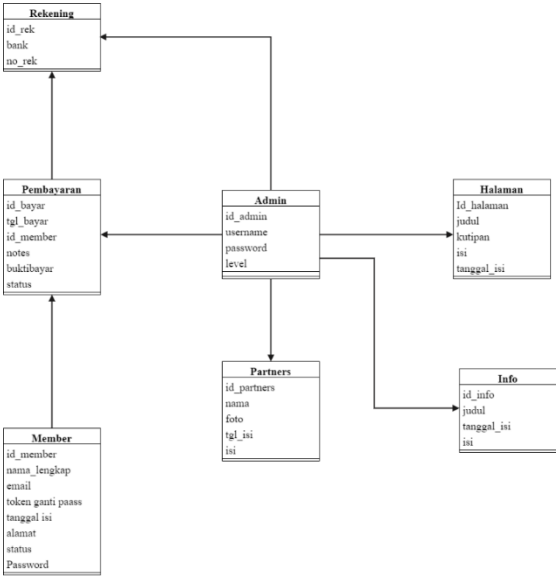 Rekening
id_rek
bank
no_rek
Pembayaran
id_bayar
tgl_bayar
id_member
notes
buktibayar
status
Admin
id_admin
username
password
level
Halaman
Id_halaman
judul
kutipan
isi
tanggal_isi
Partners
id_partners
nama
foto
tgl_isi
isi
Info
id_info
judul
tanggal_isi
isi
Member
id_member
nama_lengkap
email
token ganti paass
tanggal isi
alamat
status
Password